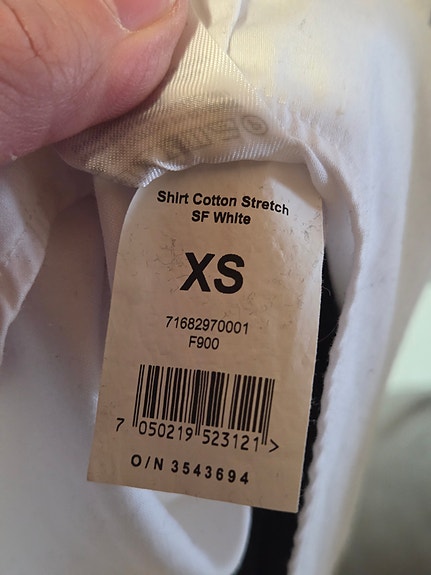 Shirt Cotton Stretch
SF White
XS
71682970001
F900
7 050219 523121 >
O/N 3543694